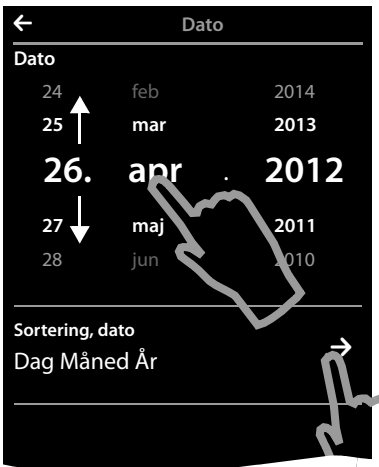 Dato
Dato
24 feb 2014
25 mar 2013
26. apr . 2012
27 maj 2011
28 jun 2010
Sortering, dato
Dag Måned År